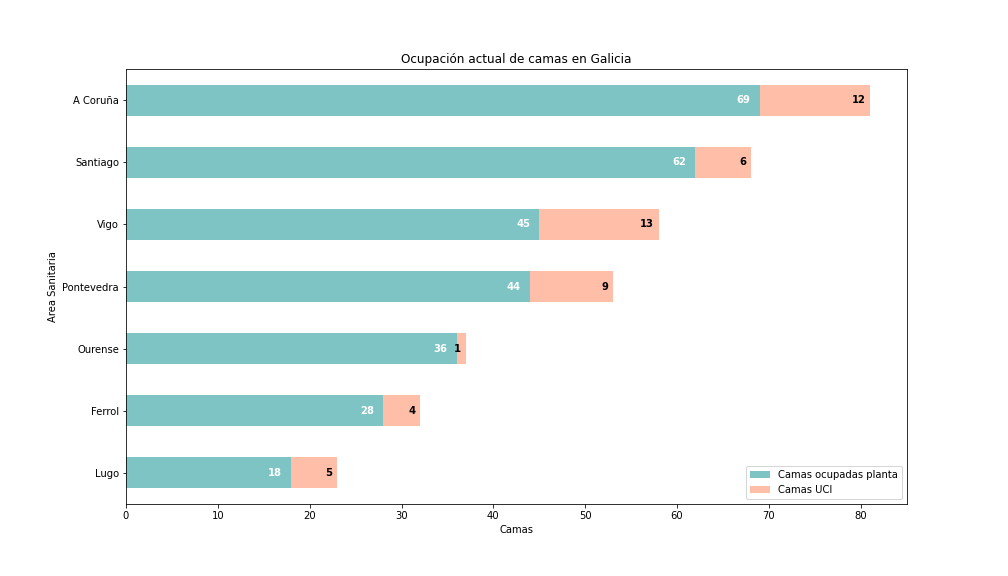 Ocupación actual de camas en Galicia
Area Sanitaria
A Coruña 69 12
Santiago 62 6
Vigo 45 13
Pontevedra 44 9
Ourense 36 1
Ferrol 28 4
Lugo 18 5
Camas ocupadas planta
Camas UCI
0 10 20 30 40 50 60 70 80
Camas